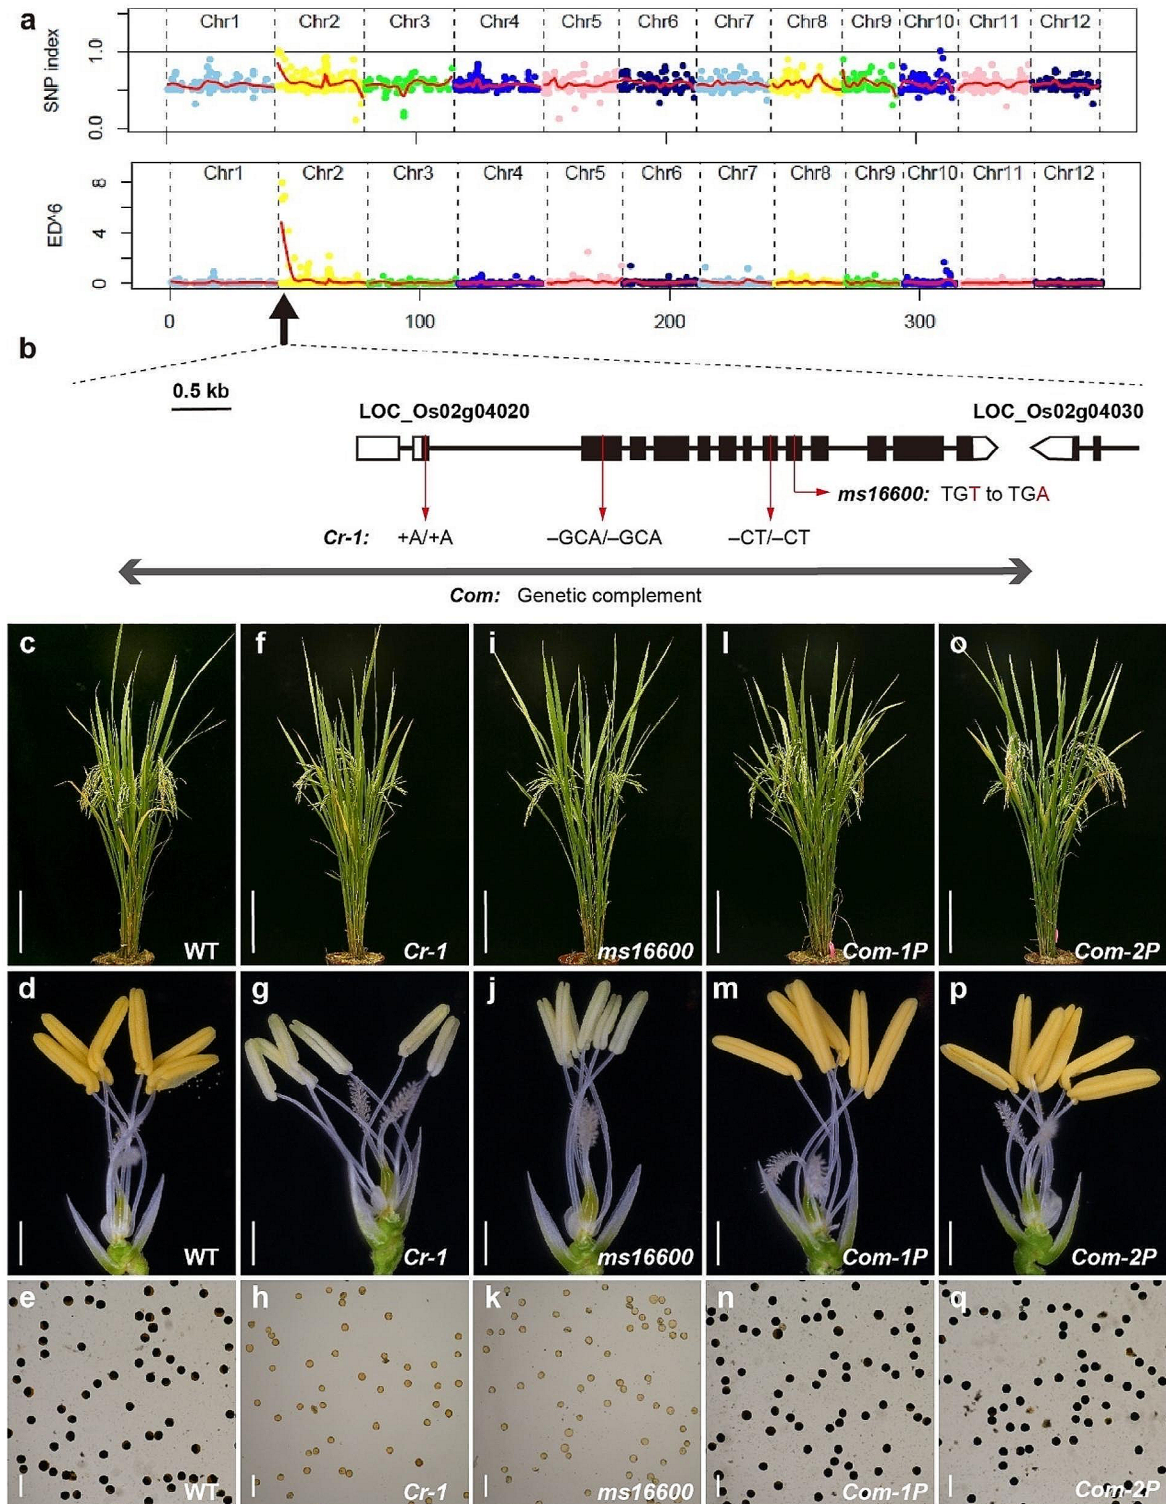 a
Chr1 Chr2 Chr3 Chr4 Chr5 Chr6 Chr7 Chr8 Chr9 Chr10 Chr11 Chr12
SNP index
1.0
0.0
Chr1 Chr2 Chr3 Chr4 Chr5 Chr6 Chr7 Chr8 Chr9 Chr10 Chr11 Chr12
ED^6
8
4
0
0 100 200 300
b
0.5 kb
LOC_Os02g04020 LOC_Os02g04030
ms16600: TGT to TGA
Cr-1: +A/+A –GCA/–GCA –CT/–CT
Com: Genetic complement
c f i l o
WT Cr-1 ms16600 Com-1P Com-2P
d g j m p
WT Cr-1 ms16600 Com-1P Com-2P
e h k n q
WT Cr-1 ms16600 Com-1P Com-2P